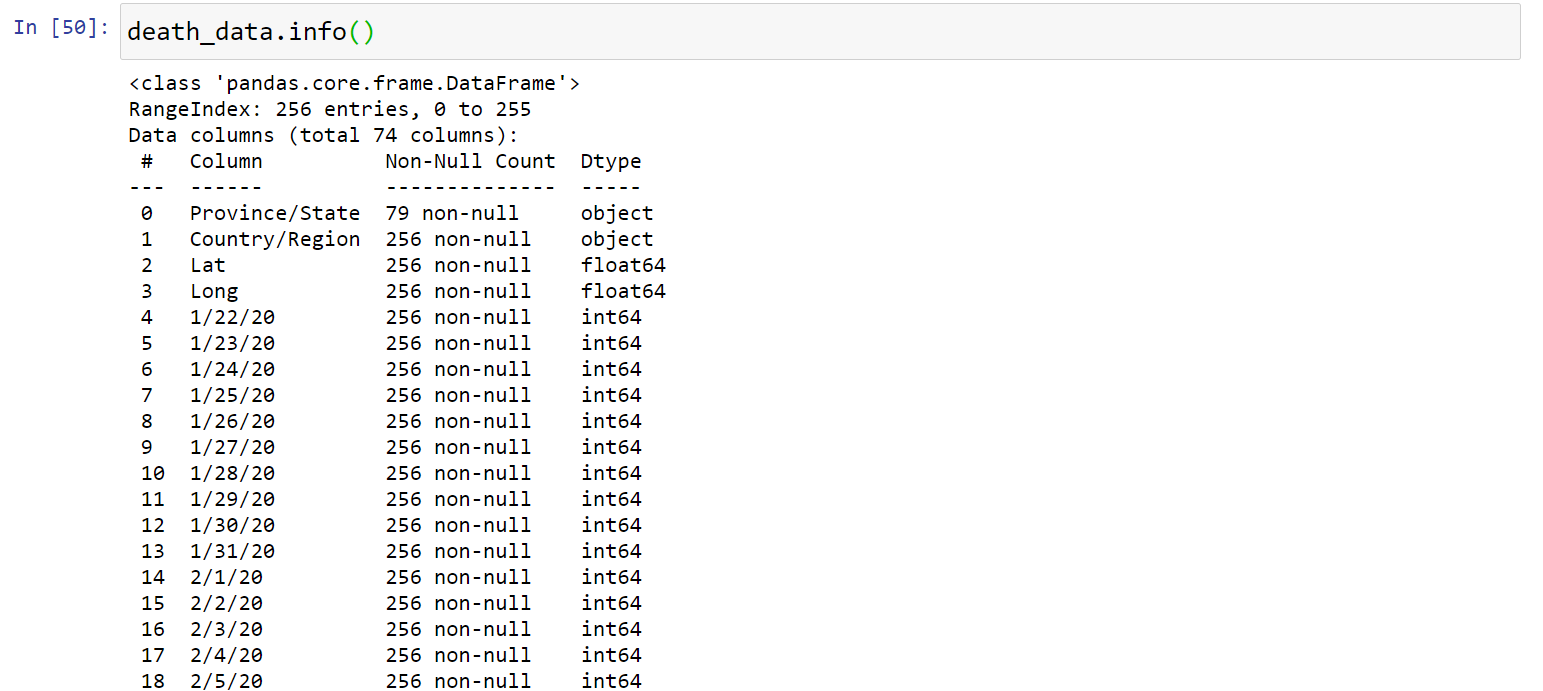 In [50]: death_data.info()
<class 'pandas.core.frame.DataFrame'>
RangeIndex: 256 entries, 0 to 255
Data columns (total 74 columns):
 #   Column          Non-Null Count  Dtype
---  ------          --------------  -----
 0   Province/State  79 non-null     object
 1   Country/Region  256 non-null    object
 2   Lat             256 non-null    float64
 3   Long            256 non-null    float64
 4   1/22/20         256 non-null    int64
 5   1/23/20         256 non-null    int64
 6   1/24/20         256 non-null    int64
 7   1/25/20         256 non-null    int64
 8   1/26/20         256 non-null    int64
 9   1/27/20         256 non-null    int64
 10  1/28/20         256 non-null    int64
 11  1/29/20         256 non-null    int64
 12  1/30/20         256 non-null    int64
 13  1/31/20         256 non-null    int64
 14  2/1/20          256 non-null    int64
 15  2/2/20          256 non-null    int64
 16  2/3/20          256 non-null    int64
 17  2/4/20          256 non-null    int64
 18  2/5/20          256 non-null    int64